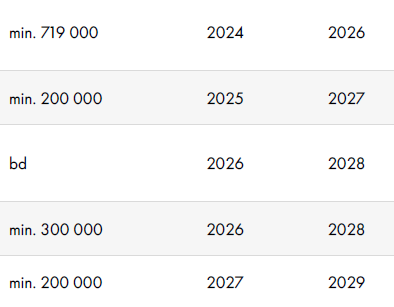 min. 719 000 2024 2026
min. 200 000 2025 2027
bd 2026 2028
min. 300 000 2026 2028
min. 200 000 2027 2029